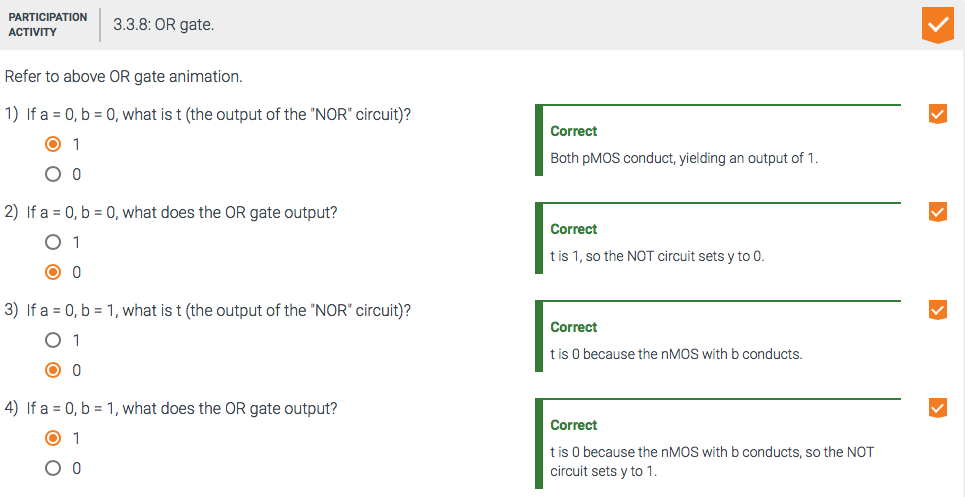 PARTICIPATION
ACTIVITY
3.3.8: OR gate.
Refer to above OR gate animation.
1) If a = 0, b = 0, what is t (the output of the "NOR" circuit)?
1
0
Correct
Both pMOS conduct, yielding an output of 1.
2) If a = 0, b = 0, what does the OR gate output?
1
0
Correct
t is 1, so the NOT circuit sets y to 0.
3) If a = 0, b = 1, what is t (the output of the "NOR" circuit)?
1
0
Correct
t is 0 because the nMOS with b conducts.
4) If a = 0, b = 1, what does the OR gate output?
1
0
Correct
t is 0 because the nMOS with b conducts, so the NOT
circuit sets y to 1.